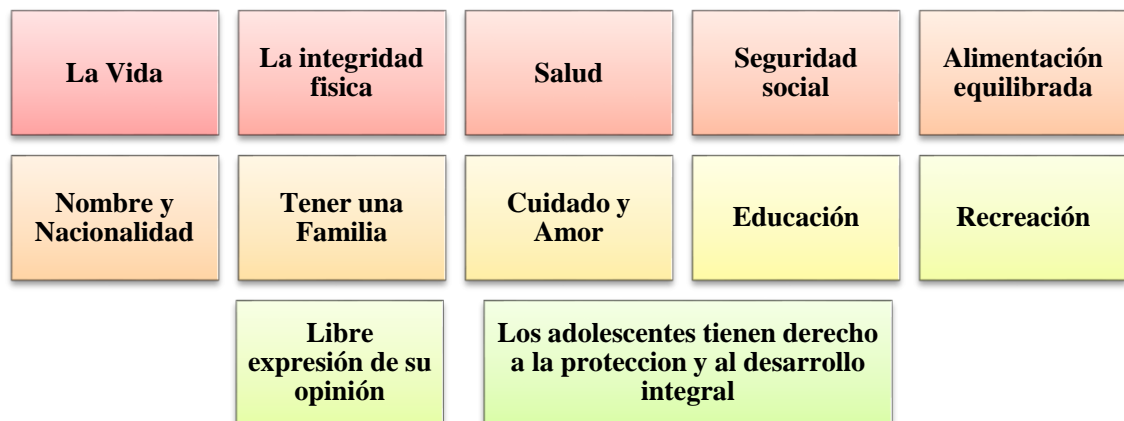 La Vida
La integridad
fisica
Salud
Seguridad
social
Alimentación
equilibrada
Nombre y
Nacionalidad
Tener una
Familia
Cuidado y
Amor
Educación
Recreación
Libre
expresión de su
opinión
Los adolescentes tienen derecho
a la proteccion y al desarrollo
integral